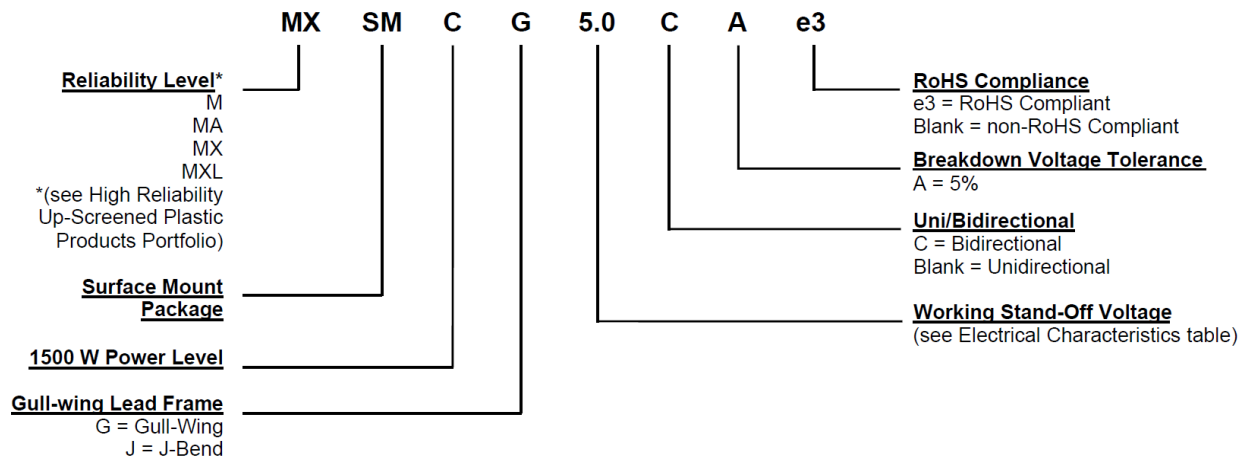 MX SM C G 5.0 C A e3
Reliability Level*
M
MA
MX
MXL
*(see High Reliability
Up-Screened Plastic
Products Portfolio)
Surface Mount
Package
1500 W Power Level
Gull-wing Lead Frame
G = Gull-Wing
J = J-Bend
RoHS Compliance
e3 = RoHS Compliant
Blank = non-RoHS Compliant
Breakdown Voltage Tolerance
A = 5%
Uni/Bidirectional
C = Bidirectional
Blank = Unidirectional
Working Stand-Off Voltage
(see Electrical Characteristics table)